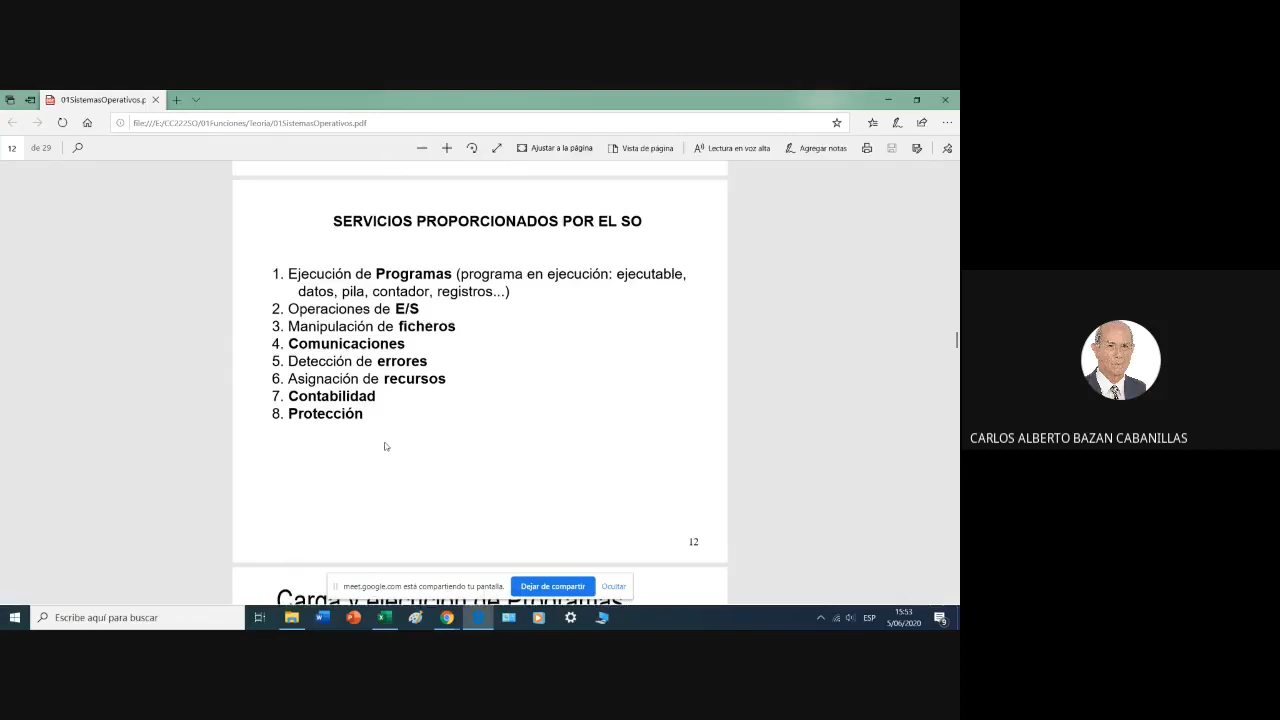 01SistemasOperativos.p
file:///E:/CC222SO/01Funciones/Teoria/01SistemasOperativos.pdf
12 de 29
Ajustar a la página
Vista de página
Lectura en voz alta
Agregar notas
SERVICIOS PROPORCIONADOS POR EL SO
1. Ejecución de Programas (programa en ejecución: ejecutable,
datos, pila, contador, registros...)
2. Operaciones de E/S
3. Manipulación de ficheros
4. Comunicaciones
5. Detección de errores
6. Asignación de recursos
7. Contabilidad
8. Protección
12
CARLOS ALBERTO BAZAN CABANILLAS
meet.google.com está compartiendo tu pantalla.
Dejar de compartir
Ocultar
Carga y ejecución de Programas
Escribe aquí para buscar
ESP
15:53
5/06/2020